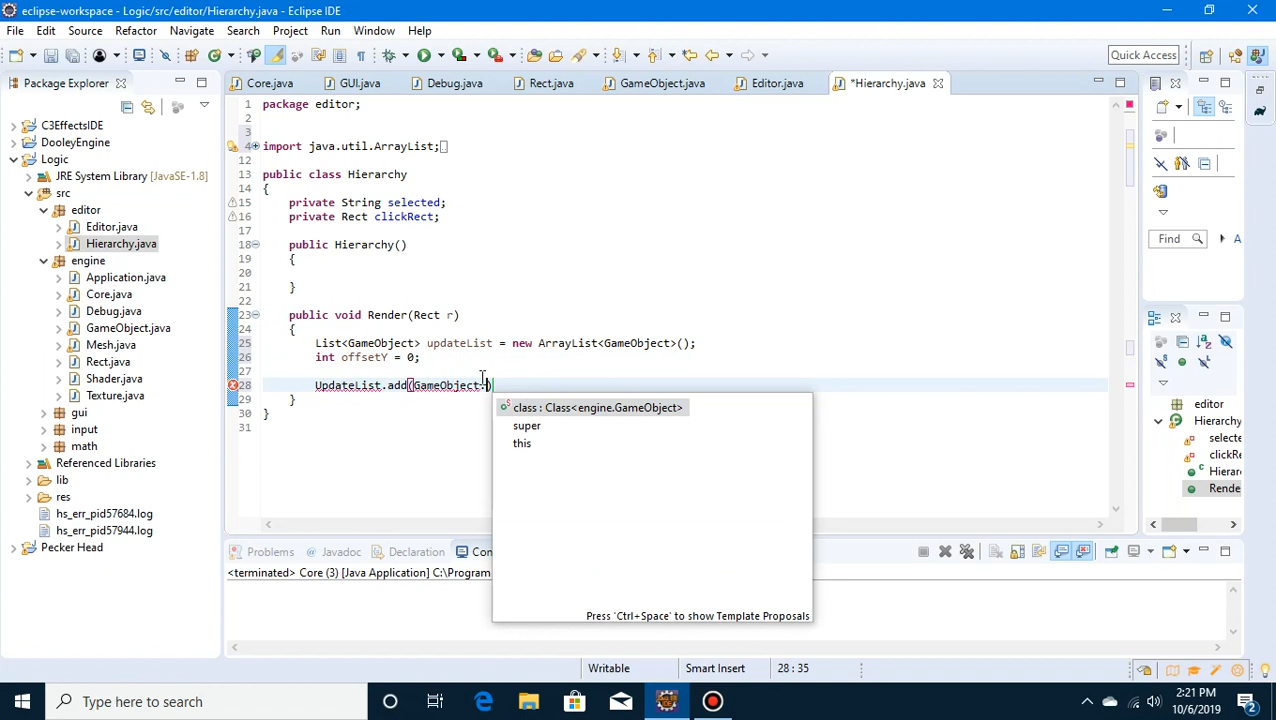 eclipse-workspace - Logic/src/editor/Hierarchy.java - Eclipse IDE
File Edit Source Refactor Navigate Search Project Run Window Help
Quick Access
Package Explorer
Core.java GUI.java Debug.java Rect.java GameObject.java Editor.java *Hierarchy.java
C3EffectsIDE
DooleyEngine
Logic
JRE System Library [JavaSE-1.8]
src
editor
Editor.java
Hierarchy.java
engine
Application.java
Core.java
Debug.java
GameObject.java
Mesh.java
Rect.java
Shader.java
Texture.java
gui
input
math
Referenced Libraries
lib
res
hs_err_pid57684.log
hs_err_pid57944.log
Pecker Head
1 package editor;
2
3
4 import java.util.ArrayList;
12
13 public class Hierarchy
14 {
15 private String selected;
16 private Rect clickRect;
17
18 public Hierarchy()
19 {
20
21 }
22
23 public void Render(Rect r)
24 {
25 List<GameObject> updateList = new ArrayList<GameObject>();
26 int offsetY = 0;
27
28 UpdateList.add(GameObject.)
29 }
30 }
31
class : Class<engine.GameObject>
super
this
Press 'Ctrl+Space' to show Template Proposals
Find A
editor
Hierarchy
selecte
clickRe
Hierar
Rende
Problems Javadoc Declaration Con
<terminated> Core (3) [Java Application] C:\Program
Writable Smart Insert 28 : 35
Type here to search
2:21 PM
10/6/2019
2